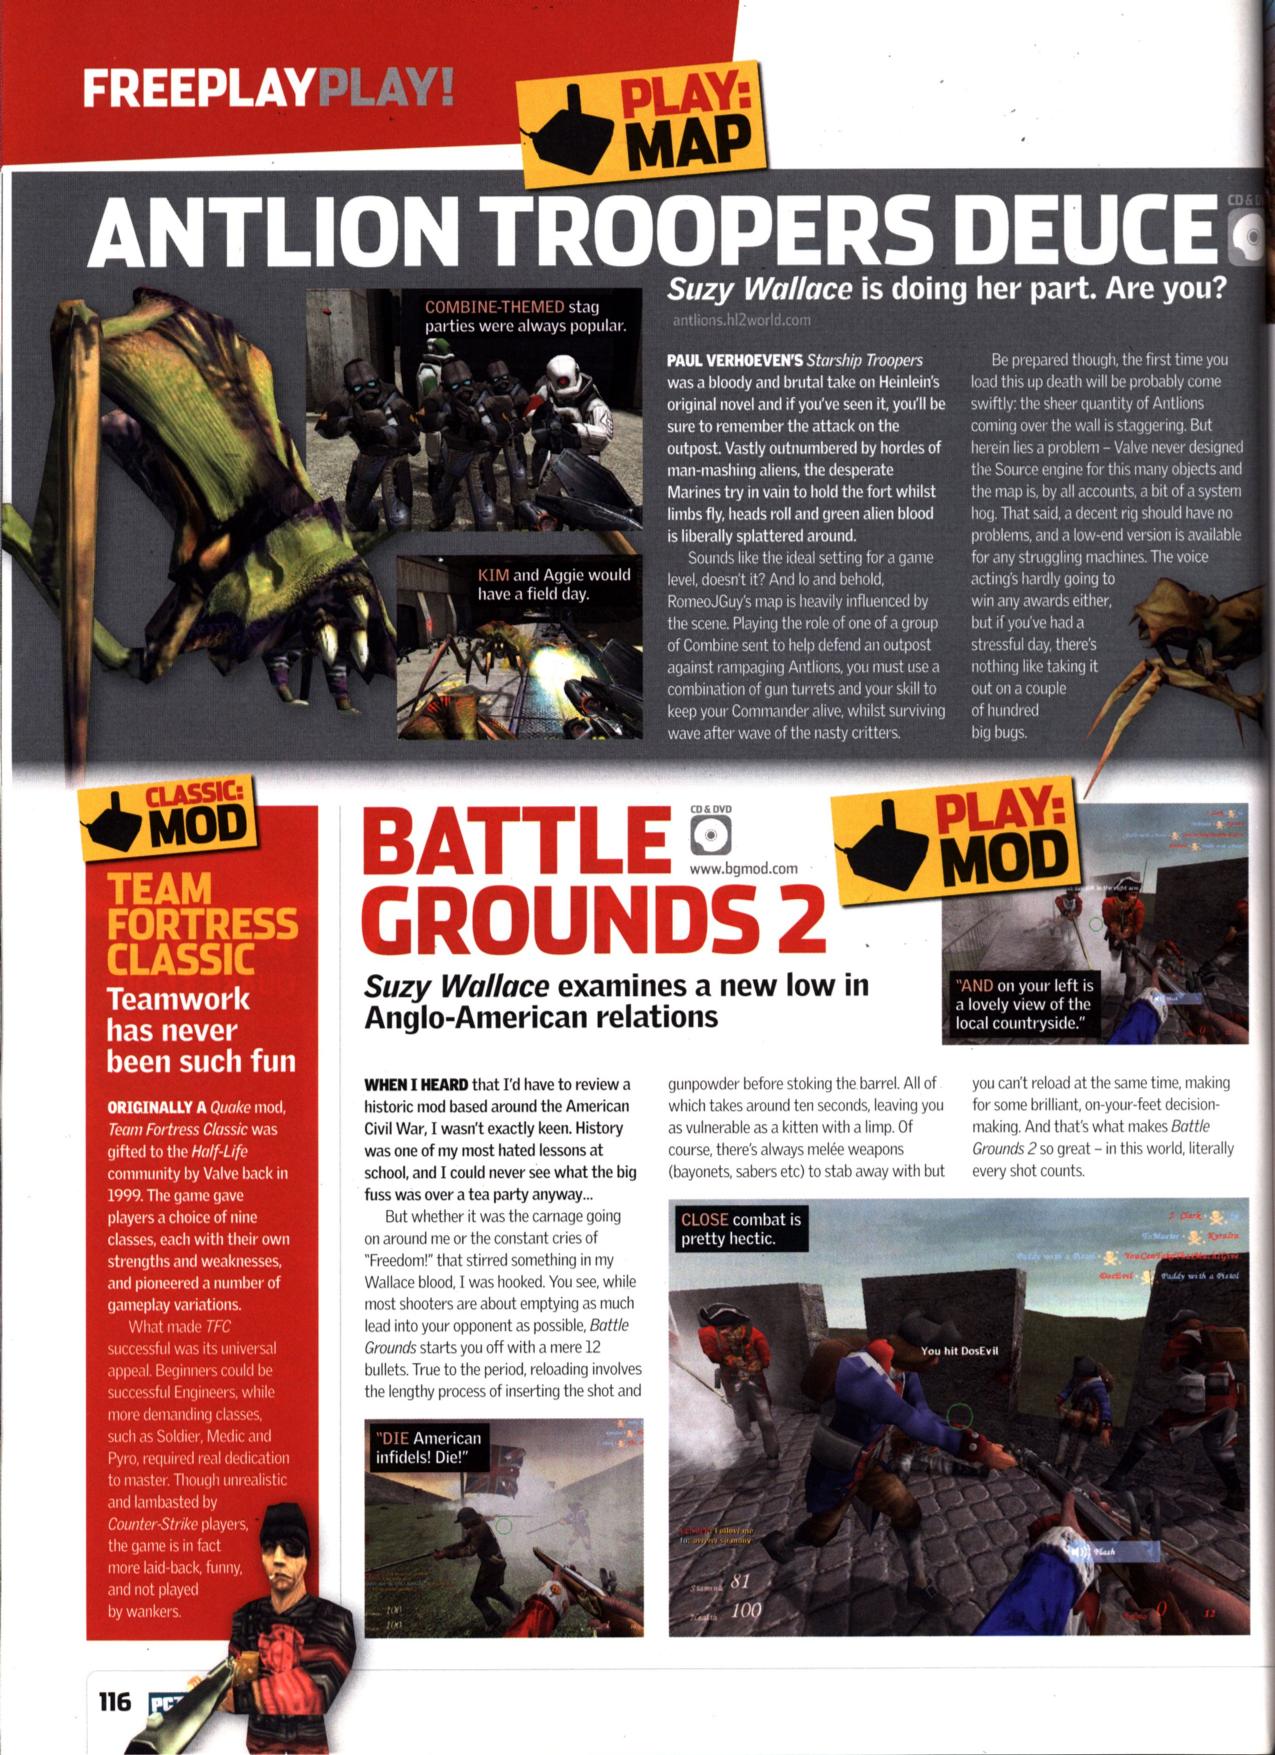 FREEPLAYPLAY!
PLAY:
MAP
ANTLION TROOPERS DEUCE
Suzy Wallace is doing her part. Are you?
antlions.hl2world.com
COMBINE-THEMED stag
parties were always popular.
KIM and Aggie would
have a field day.
PAUL VERHOEVEN'S Starship Troopers
was a bloody and brutal take on Heinlein's
original novel and if you've seen it, you'll be
sure to remember the attack on the
outpost. Vastly outnumbered by hordes of
man-mashing aliens, the desperate
Marines try in vain to hold the fort whilst
limbs fly, heads roll and green alien blood
is liberally splattered around.
Sounds like the ideal setting for a game
level, doesn't it? And lo and behold,
RomeoJGuy's map is heavily influenced by
the scene. Playing the role of one of a group
of Combine sent to help defend an outpost
against rampaging Antlions, you must use a
combination of gun turrets and your skill to
keep your Commander alive, whilst surviving
wave after wave of the nasty critters.
Be prepared though, the first time you
load this up death will be probably come
swiftly: the sheer quantity of Antlions
coming over the wall is staggering. But
herein lies a problem – Valve never designed
the Source engine for this many objects and
the map is, by all accounts, a bit of a system
hog. That said, a decent rig should have no
problems, and a low-end version is available
for any struggling machines. The voice
acting's hardly going to
win any awards either,
but if you've had a
stressful day, there's
nothing like taking it
out on a couple
of hundred
big bugs.
CLASSIC:
MOD
TEAM
FORTRESS
CLASSIC
Teamwork
has never
been such fun
ORIGINALLY A Quake mod,
Team Fortress Classic was
gifted to the Half-Life
community by Valve back in
1999. The game gave
players a choice of nine
classes, each with their own
strengths and weaknesses,
and pioneered a number of
gameplay variations.
What made TFC
successful was its universal
appeal. Beginners could be
successful Engineers, while
more demanding classes,
such as Soldier, Medic and
Pyro, required real dedication
to master. Though unrealistic
and lambasted by
Counter-Strike players,
the game is in fact
more laid-back, funny,
and not played
by wankers.
BATTLE
GROUNDS 2
CD & DVD
www.bgmod.com
PLAY:
MOD
Suzy Wallace examines a new low in
Anglo-American relations
"AND on your left is
a lovely view of the
local countryside."
WHEN I HEARD that I'd have to review a
historic mod based around the American
Civil War, I wasn't exactly keen. History
was one of my most hated lessons at
school, and I could never see what the big
fuss was over a tea party anyway...
But whether it was the carnage going
on around me or the constant cries of
"Freedom!" that stirred something in my
Wallace blood, I was hooked. You see, while
most shooters are about emptying as much
lead into your opponent as possible, Battle
Grounds starts you off with a mere 12
bullets. True to the period, reloading involves
the lengthy process of inserting the shot and
gunpowder before stoking the barrel. All of
which takes around ten seconds, leaving you
as vulnerable as a kitten with a limp. Of
course, there's always melée weapons
(bayonets, sabers etc) to stab away with but
you can't reload at the same time, making
for some brilliant, on-your-feet decision-
making. And that's what makes Battle
Grounds 2 so great – in this world, literally
every shot counts.
"DIE American
infidels! Die!"
CLOSE combat is
pretty hectic.
Paddy with a Pistol
DocEvil
Paddy with a Pistol
You hit DosEvil
81
100
0
12
116